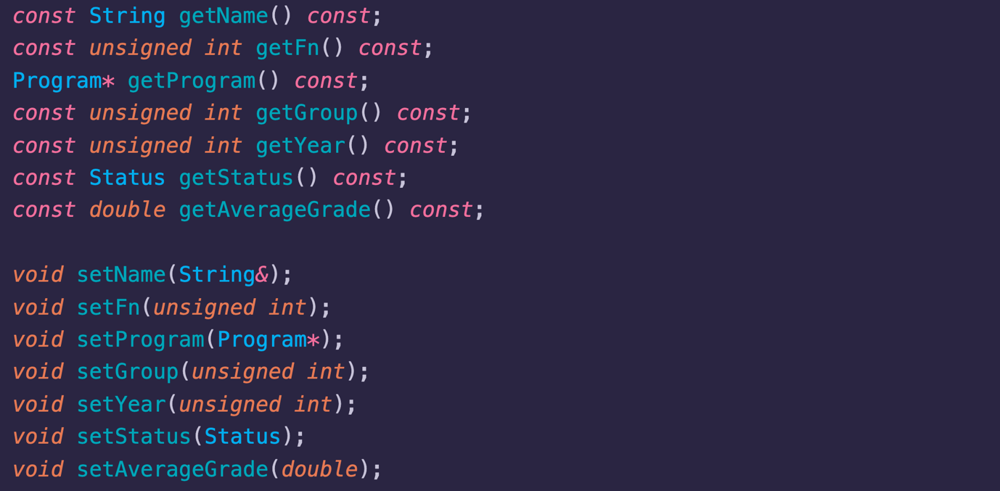 const String getName() const;
const unsigned int getFn() const;
Program* getProgram() const;
const unsigned int getGroup() const;
const unsigned int getYear() const;
const Status getStatus() const;
const double getAverageGrade() const;
void setName(String&);
void setFn(unsigned int);
void setProgram(Program*);
void setGroup(unsigned int);
void setYear(unsigned int);
void setStatus(Status);
void setAverageGrade(double);